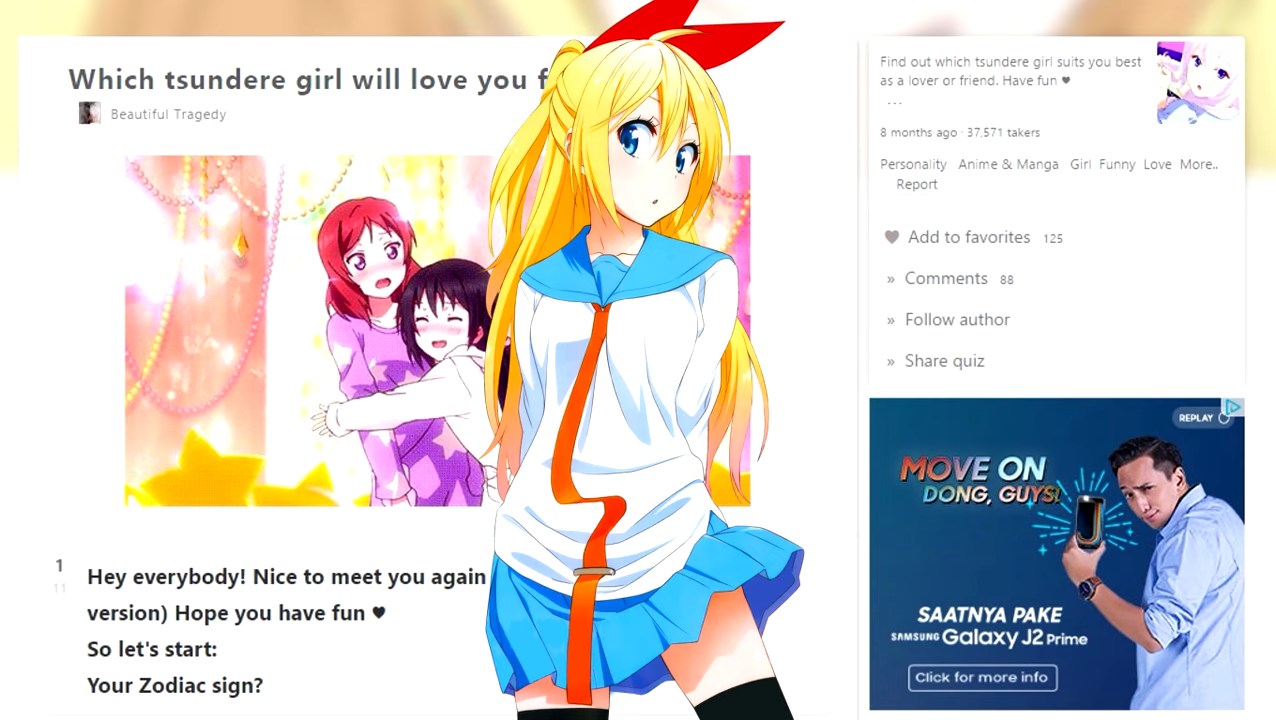 Which tsundere girl will love you f
Beautiful Tragedy
1
11
Hey everybody! Nice to meet you again
version) Hope you have fun ♥
So let's start:
Your Zodiac sign?
Find out which tsundere girl suits you best
as a lover or friend. Have fun ♥
...
8 months ago · 37,571 takers
Personality Anime & Manga Girl Funny Love More..
Report
Add to favorites 125
» Comments 88
» Follow author
» Share quiz
REPLAY
MOVE ON
DONG, GUYS!
SAATNYA PAKE
SAMSUNG Galaxy J2 Prime
Click for more info